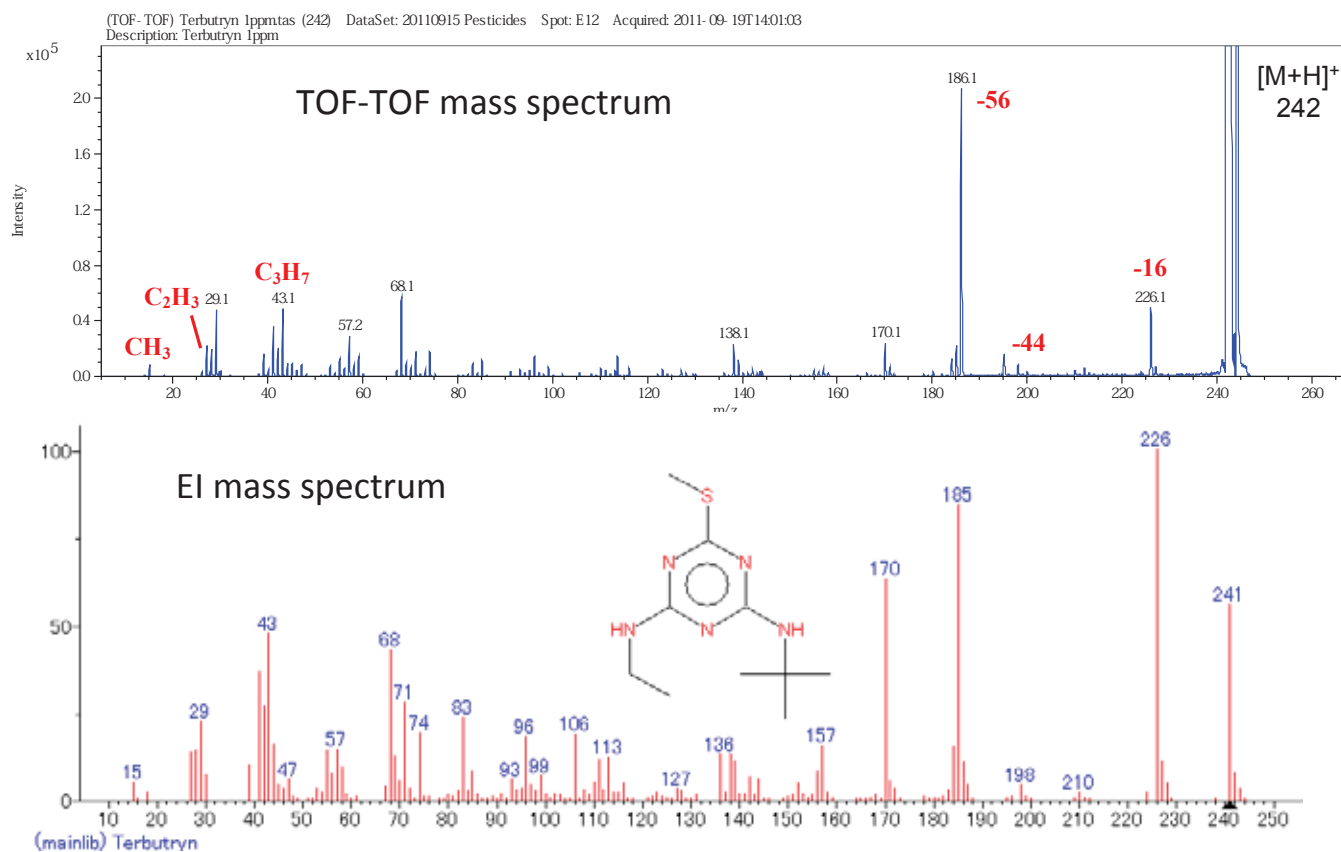 (TOF-TOF) Terbutryn 1ppm.tas (242) DataSet: 20110915 Pesticides Spot: E12 Acquired: 2011-09-19T14:01:03
Description: Terbutryn 1ppm
x10⁵
TOF-TOF mass spectrum
186.1
-56
[M+H]⁺
242
2.0
1.6
1.2
0.8
0.4
0.0
Intensity
C₃H₇
C₂H₃
29.1
43.1
68.1
57.2
CH₃
138.1
170.1
-44
-16
226.1
20 40 60 80 100 120 140 160 180 200 220 240 260
m/z
EI mass spectrum
100
50
0
S
N N
HN N NH
15 29 43 47 57 68 71 74 83 93 96 99 106 113 127 136 157 170 185 198 210 226 241
10 20 30 40 50 60 70 80 90 100 110 120 130 140 150 160 170 180 190 200 210 220 230 240 250
(mainlib) Terbutryn